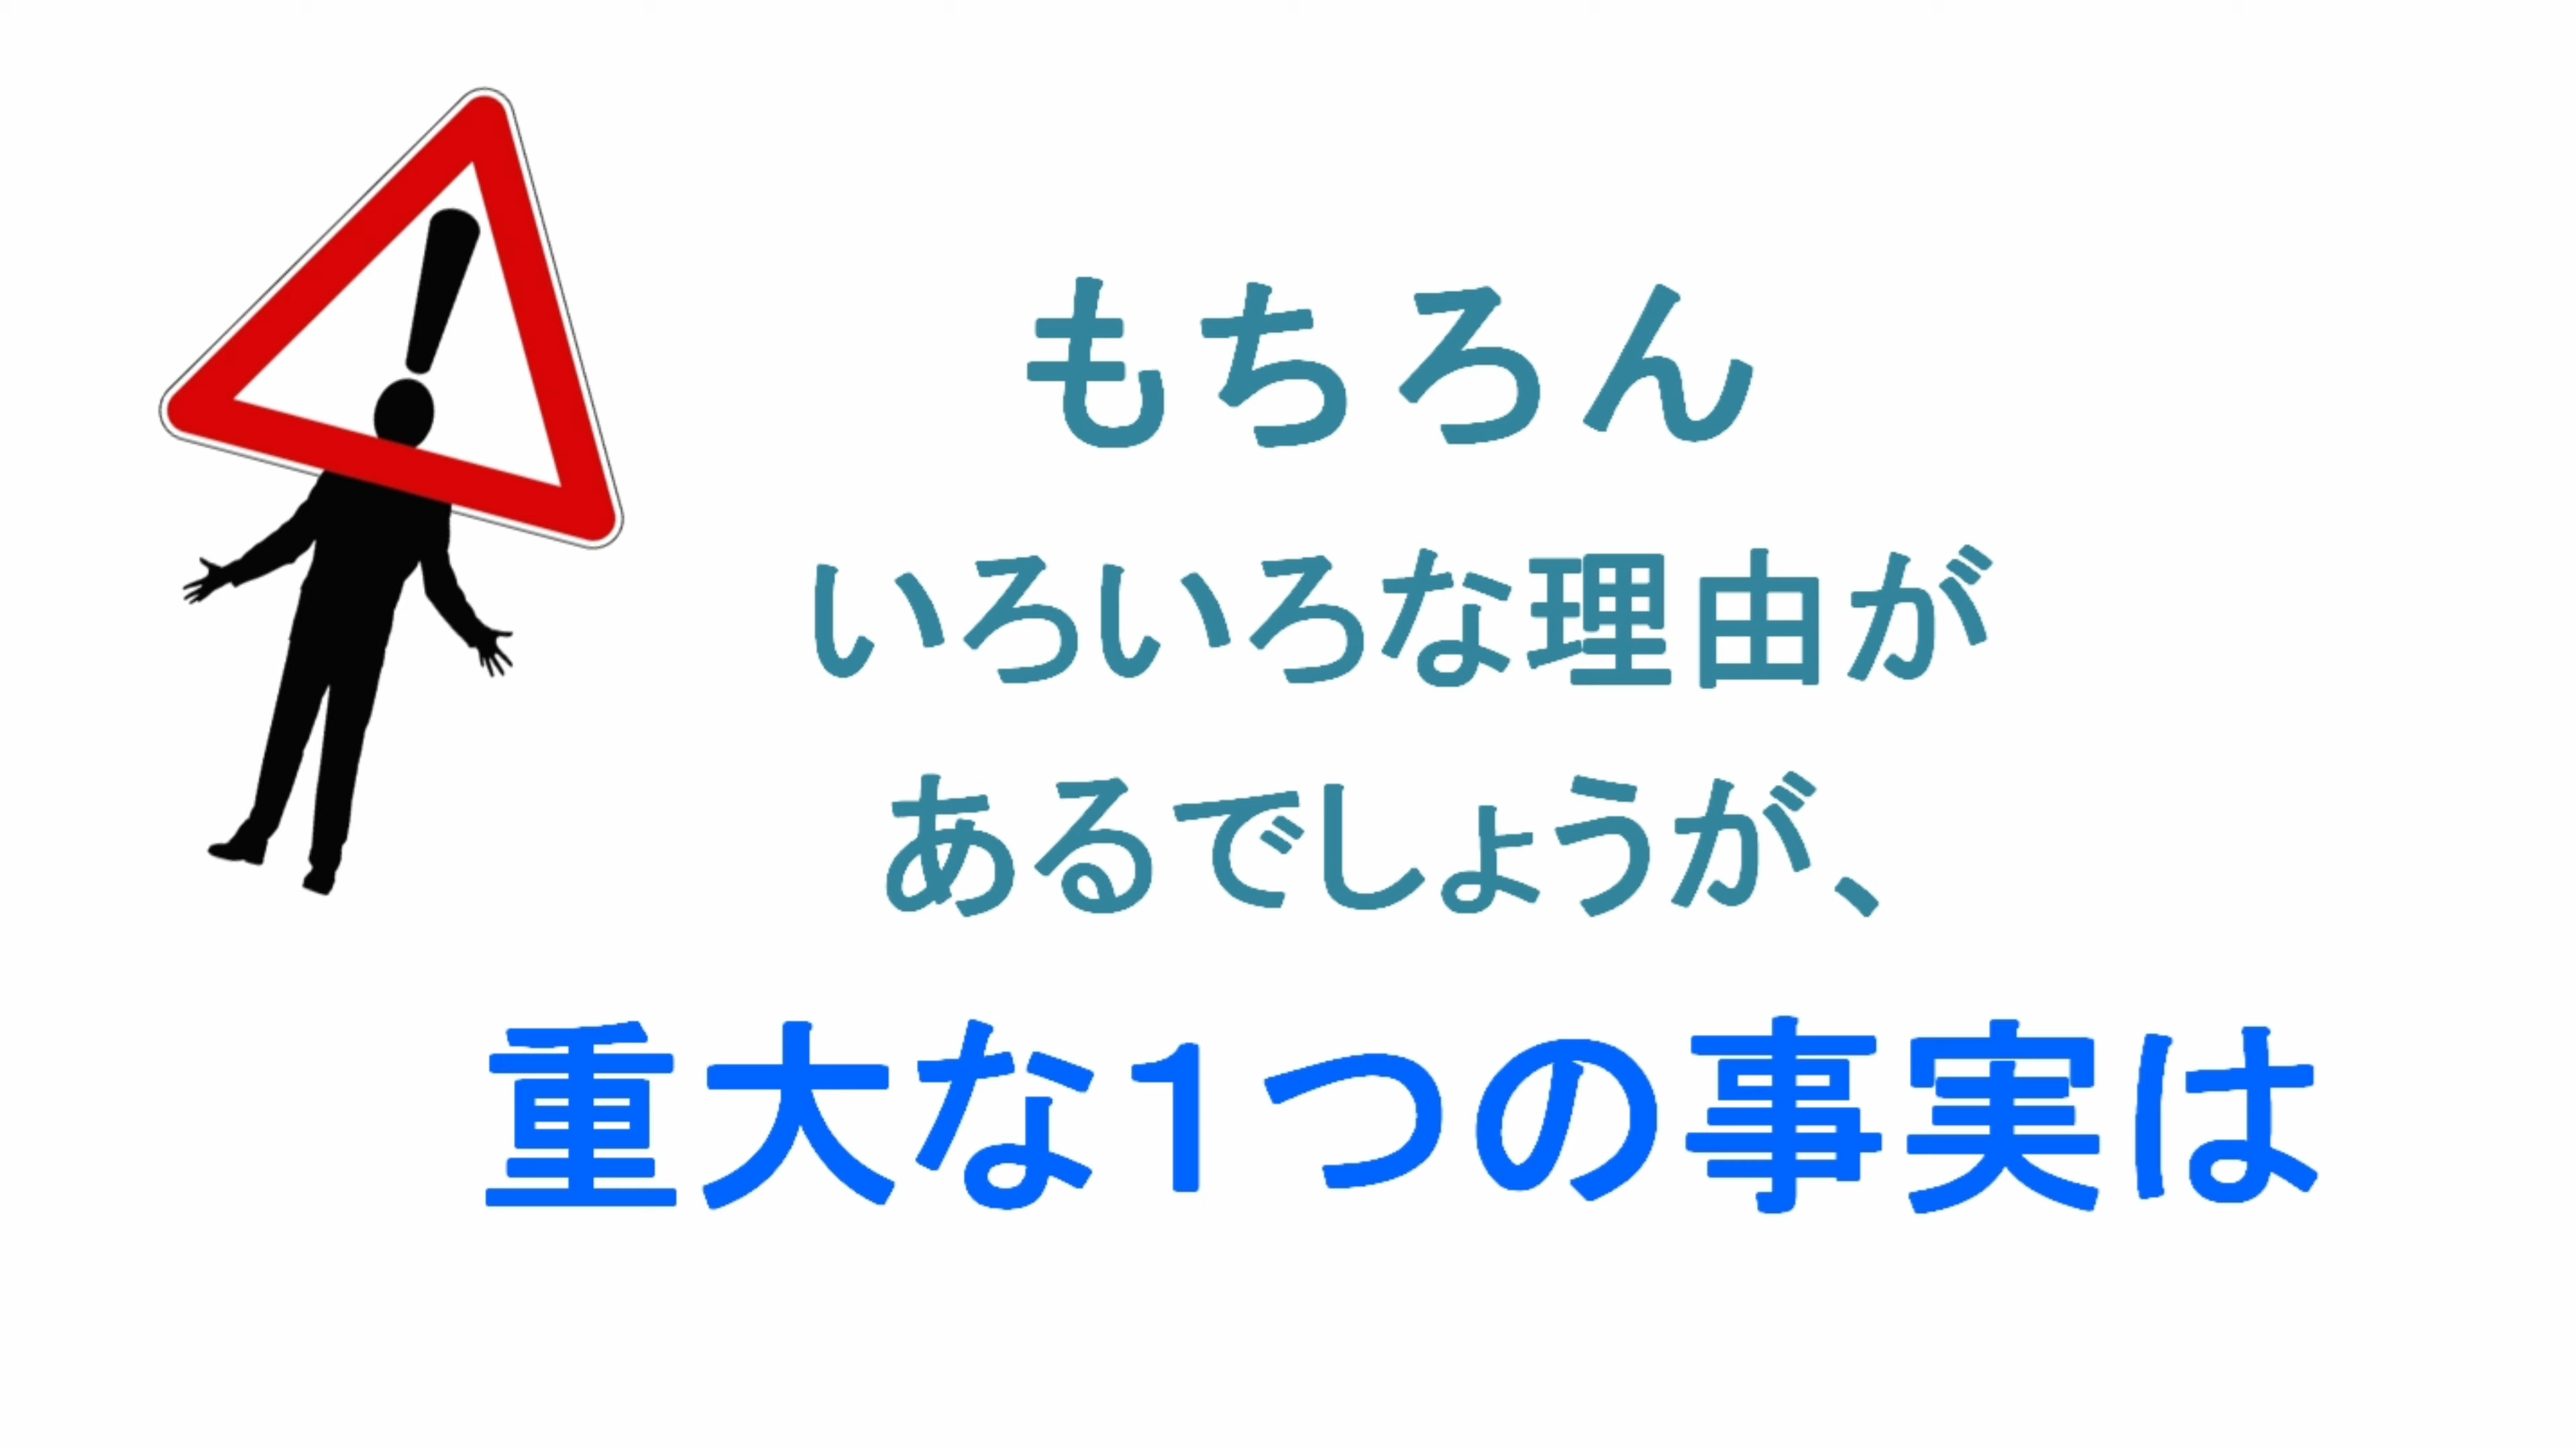 もちろん
いろいろな理由が
あるでしょうが、
重大な1つの事実は